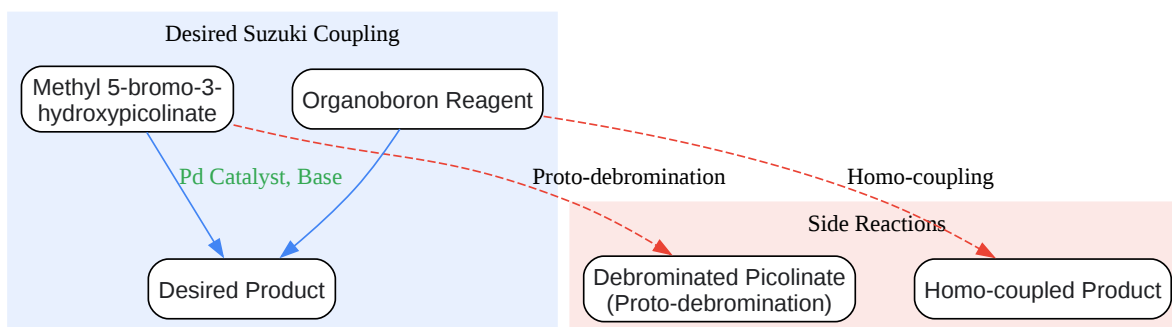 Desired Suzuki Coupling
Methyl 5-bromo-3-
hydroxypicolinate
Organoboron Reagent
Pd Catalyst, Base
Proto-debromination
Homo-coupling
Side Reactions
Desired Product
Debrominated Picolinate
(Proto-debromination)
Homo-coupled Product